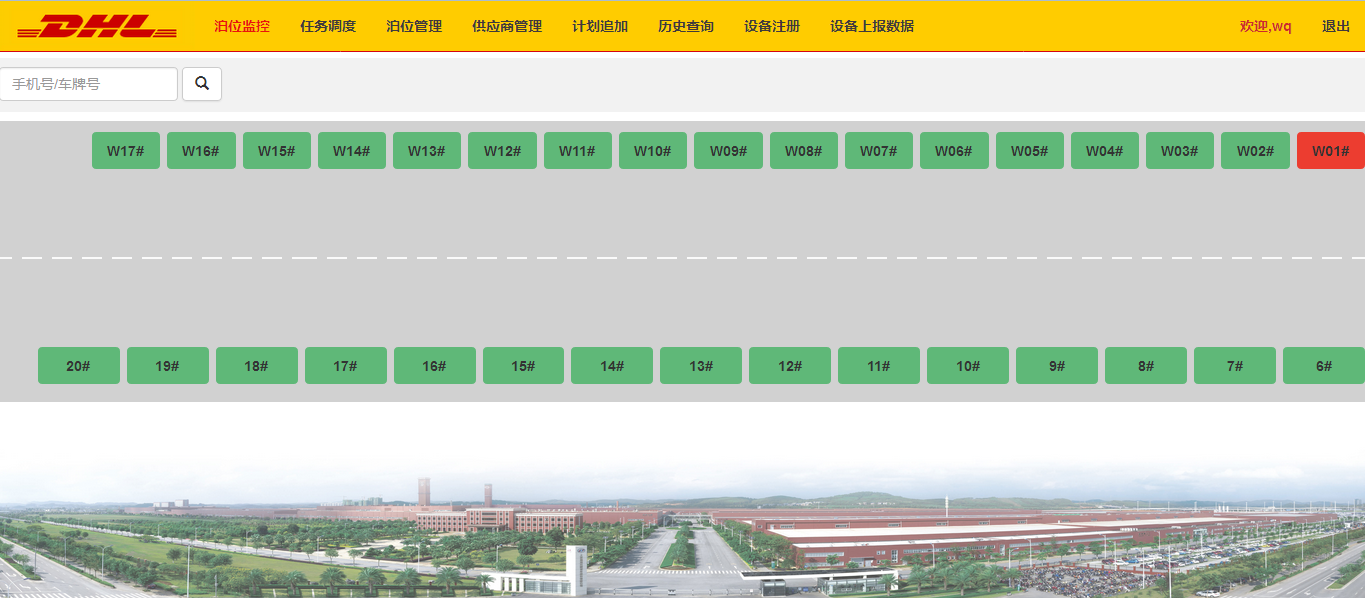 DHL 泊位监控 任务调度 泊位管理 供应商管理 计划追加 历史查询 设备注册 设备上报数据 欢迎,wq 退出
手机号/车牌号
W17# W16# W15# W14# W13# W12# W11# W10# W09# W08# W07# W06# W05# W04# W03# W02# W01#
20# 19# 18# 17# 16# 15# 14# 13# 12# 11# 10# 9# 8# 7# 6#